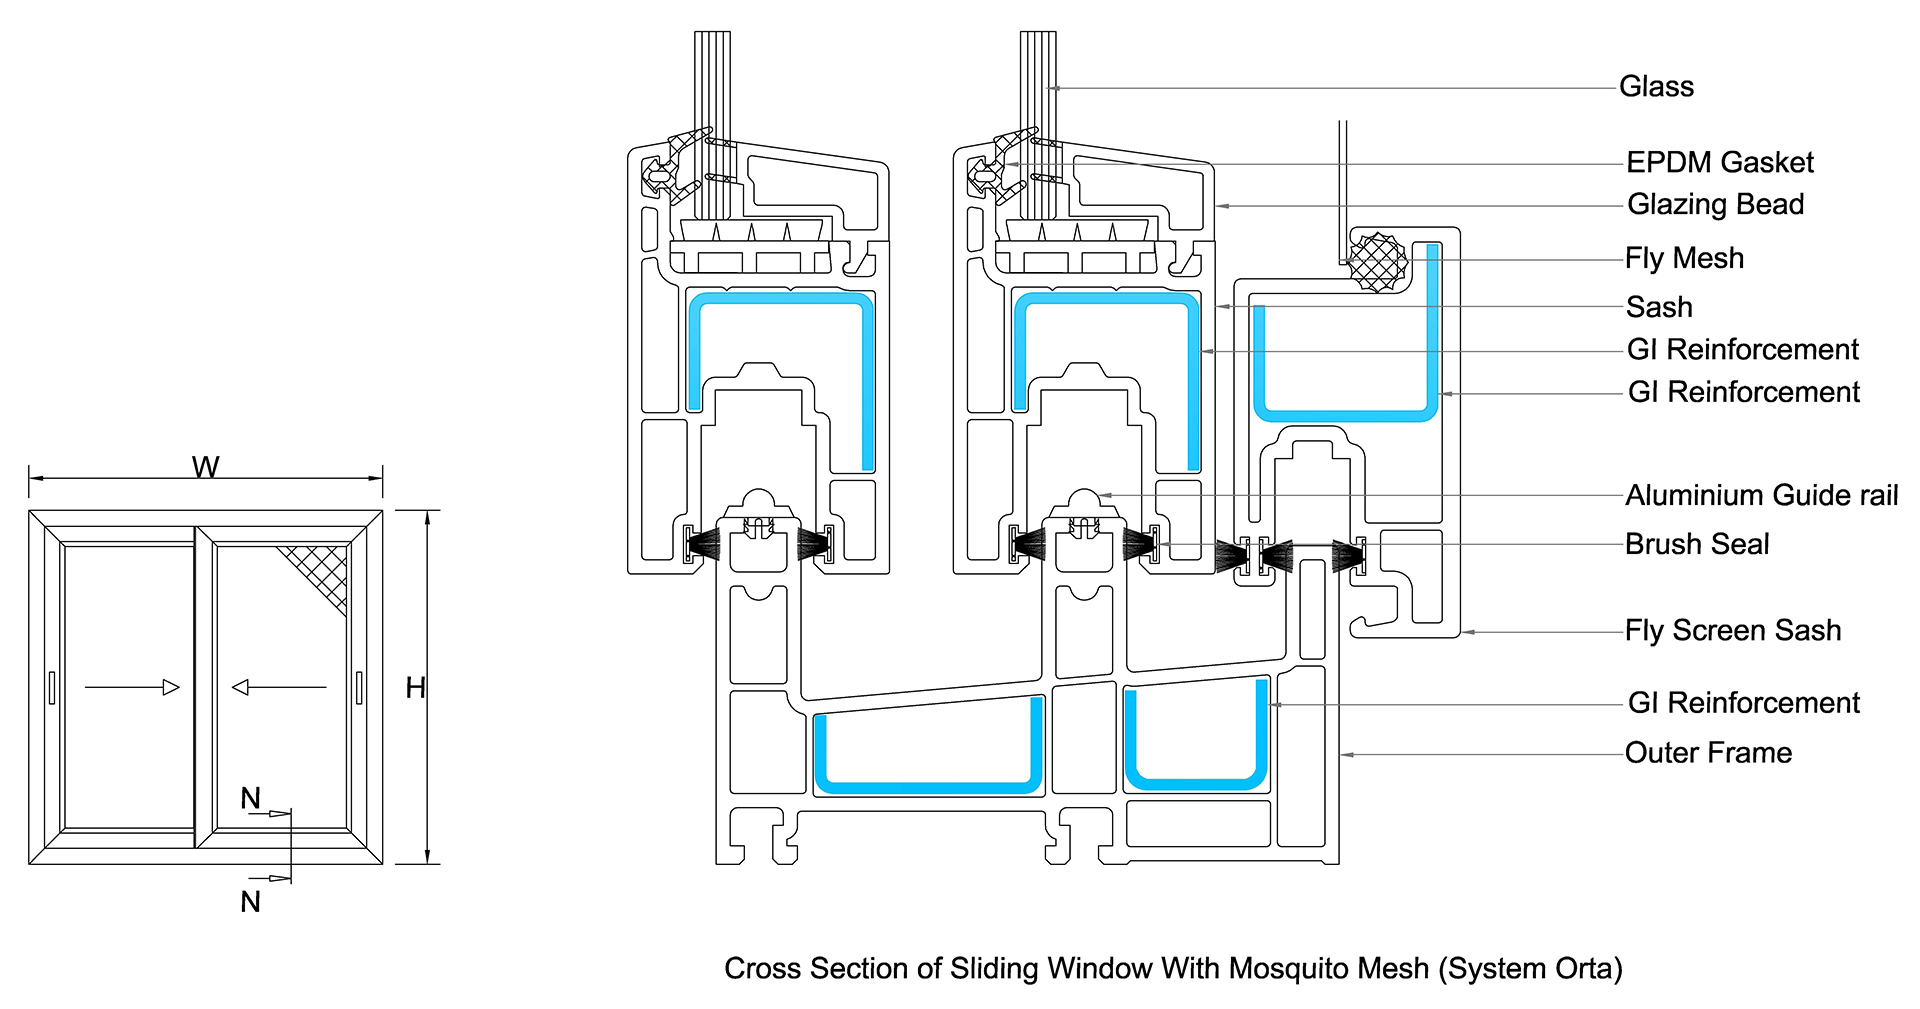 Glass
EPDM Gasket
Glazing Bead
Fly Mesh
Sash
GI Reinforcement
GI Reinforcement
W
Aluminium Guide rail
Brush Seal
Fly Screen Sash
H
GI Reinforcement
Outer Frame
N
N
Cross Section of Sliding Window With Mosquito Mesh (System Orta)